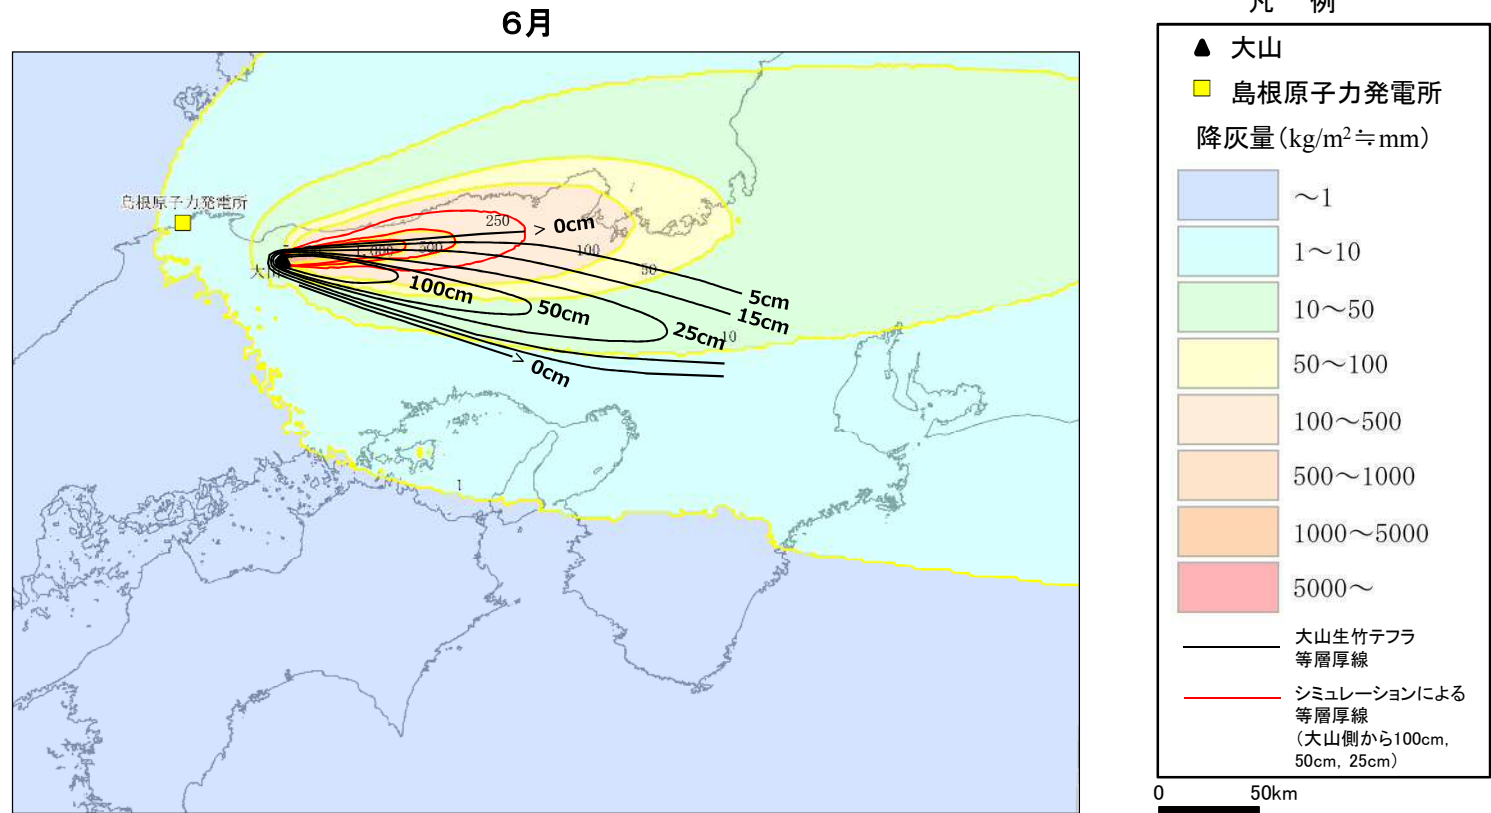 6月
凡 例
大山
島根原子力発電所
降灰量(kg/m²≒mm)
~1
1~10
10~50
50~100
100~500
500~1000
1000~5000
5000~
大山生竹テフラ
等層厚線
シミュレーションによる
等層厚線
(大山側から100cm,
50cm, 25cm)
0 50km
島根原子力発電所
250
> 0cm
500
100
50
大山
100cm
5cm
50cm
15cm
25cm
10
> 0cm
1